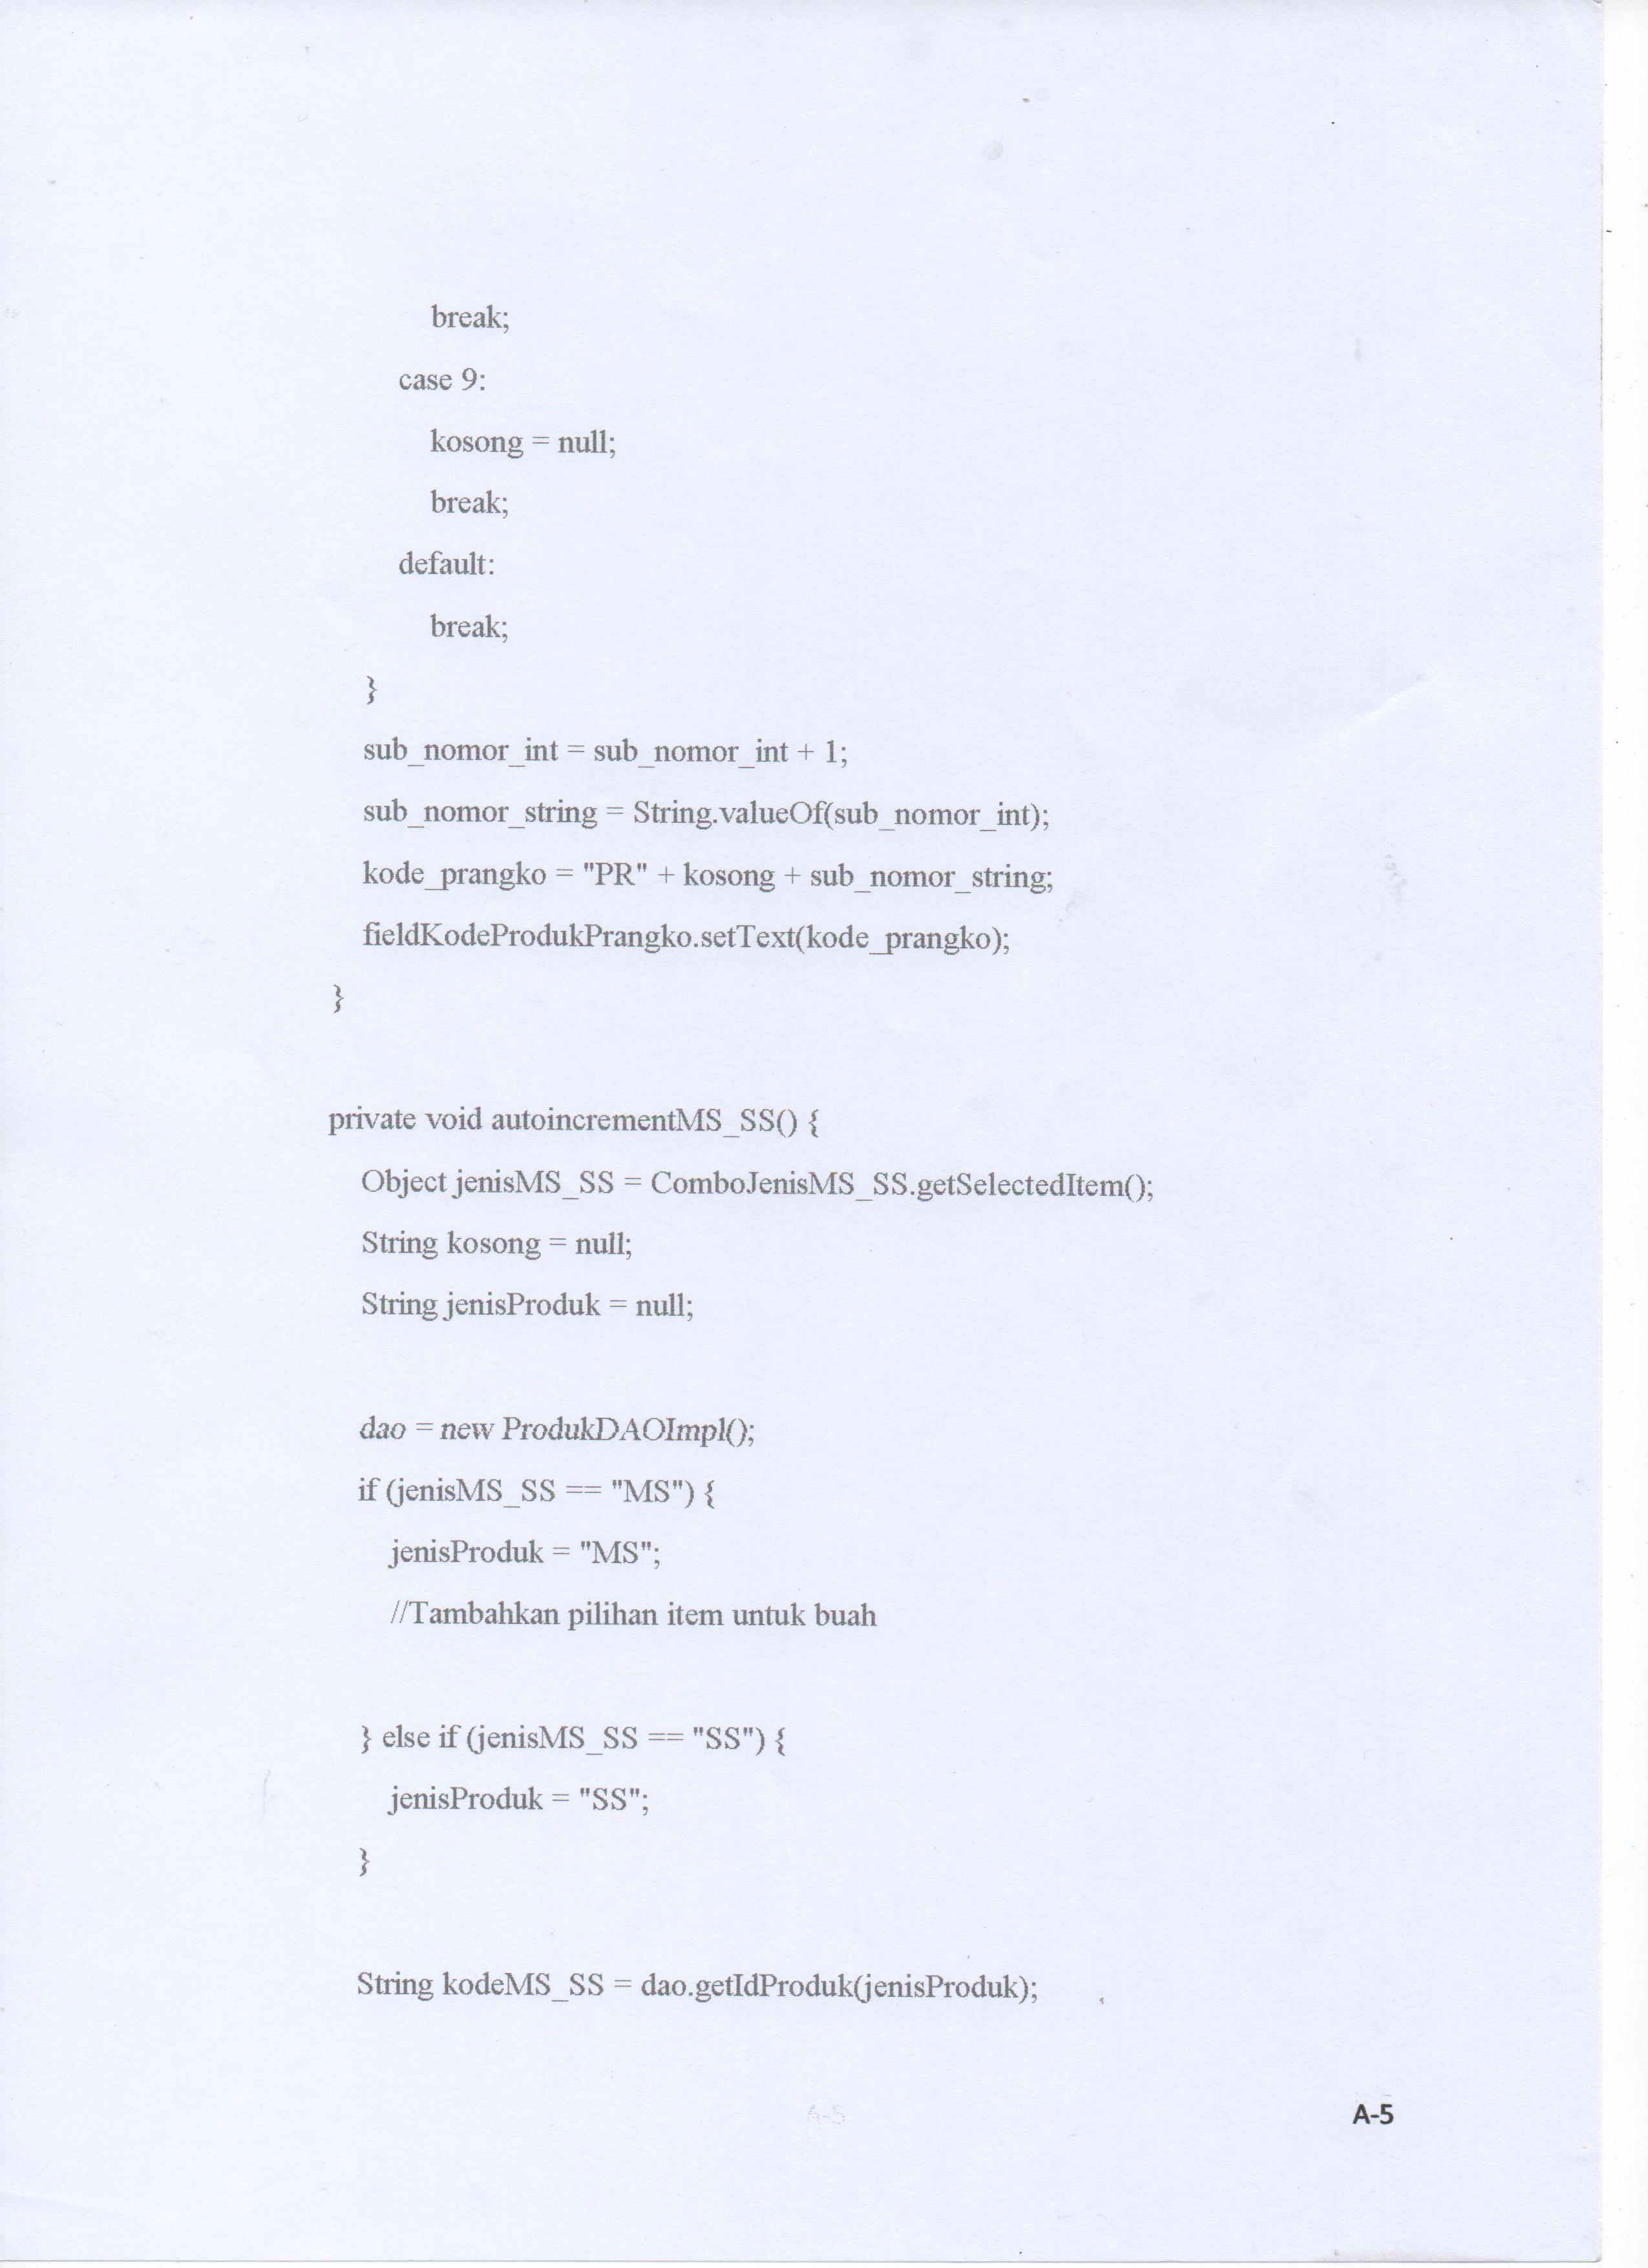 break;
case 9:
kosong = null;
break;
default:
break;
}
sub_nomor_int = sub_nomor_int + 1;
sub_nomor_string = String.valueOf(sub_nomor_int);
kode_prangko = "PR" + kosong + sub_nomor_string;
fieldKodeProdukPrangko.setText(kode_prangko);
}
private void autoincrementMS_SS() {
Object jenisMS_SS = ComboJenisMS_SS.getSelectedItem();
String kosong = null;
String jenisProduk = null;
dao = new ProdukDAOImpl();
if (jenisMS_SS == "MS") {
jenisProduk = "MS";
//Tambahkan pilihan item untuk buah
} else if (jenisMS_SS == "SS") {
jenisProduk = "SS";
}
String kodeMS_SS = dao.getIdProduk(jenisProduk);
A-5
A-5